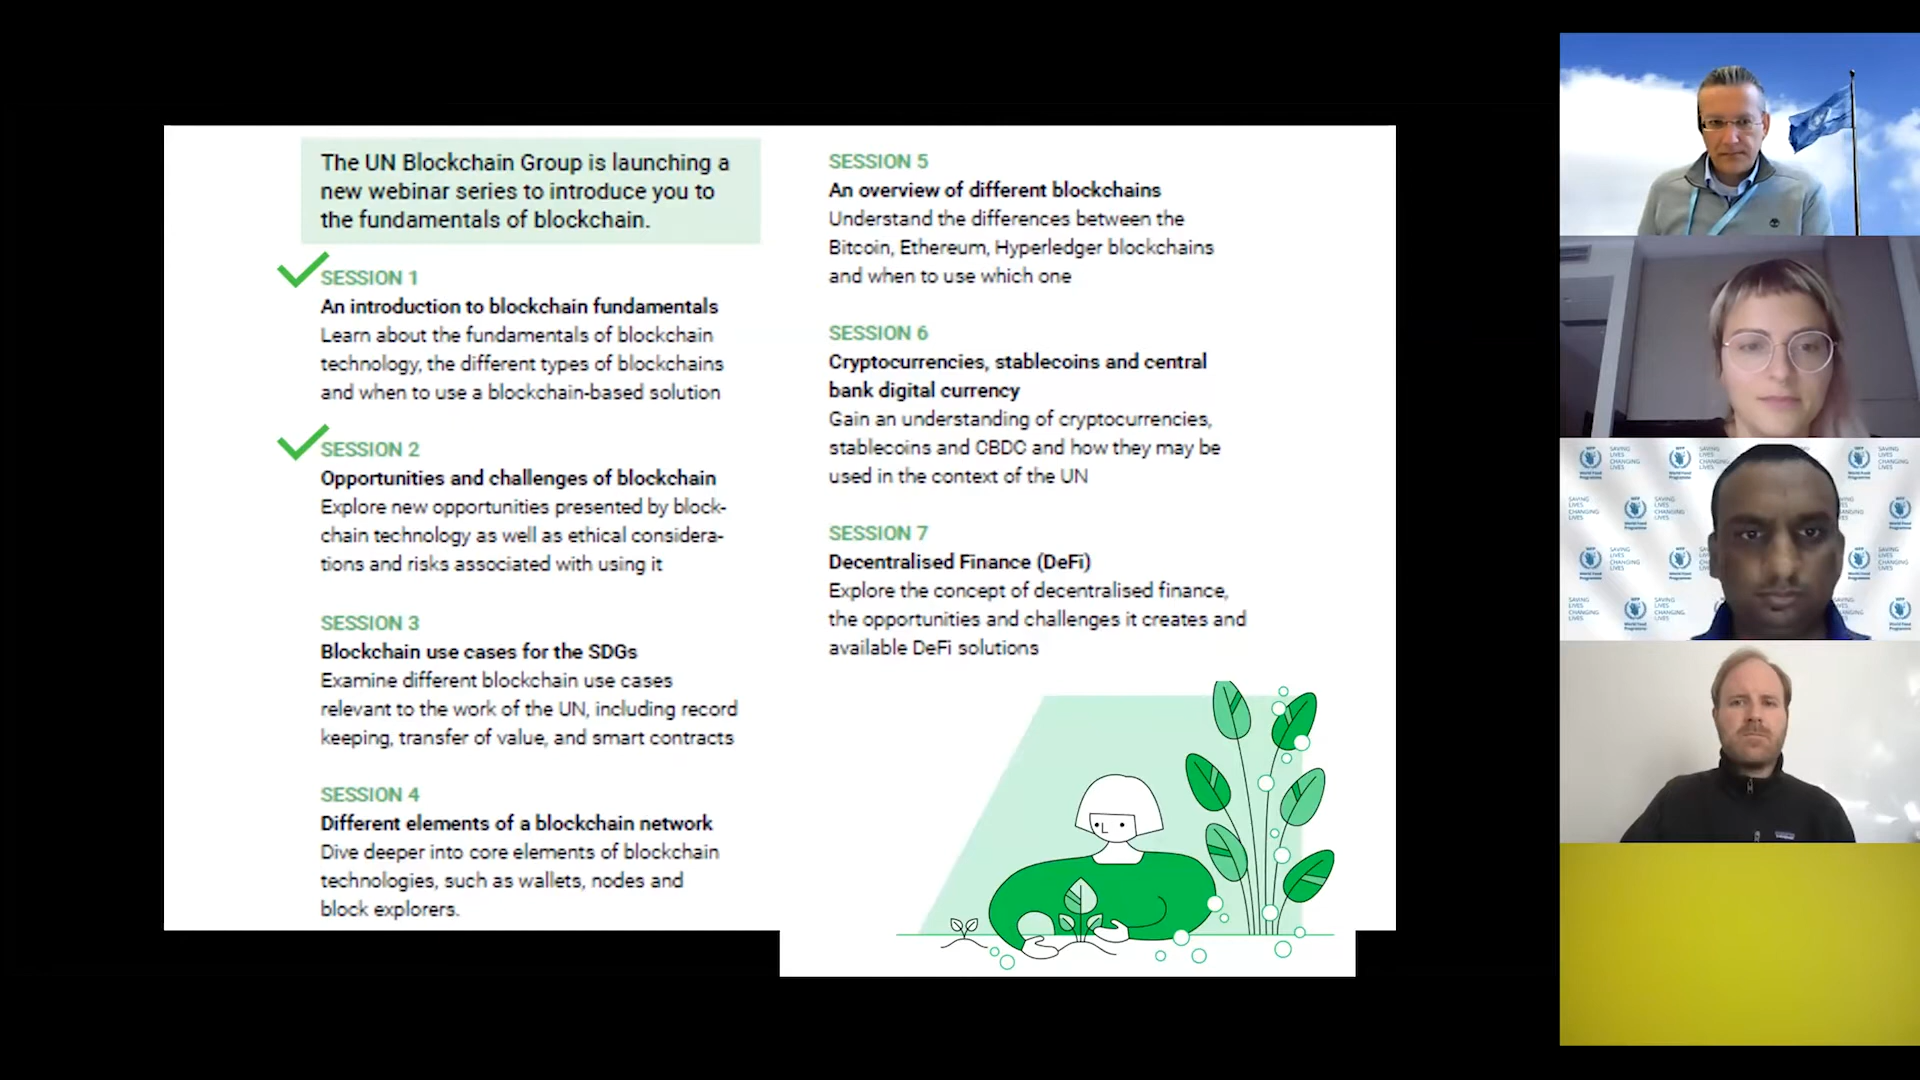 The UN Blockchain Group is launching a
new webinar series to introduce you to
the fundamentals of blockchain.
SESSION 1
An introduction to blockchain fundamentals
Learn about the fundamentals of blockchain
technology, the different types of blockchains
and when to use a blockchain-based solution
SESSION 2
Opportunities and challenges of blockchain
Explore new opportunities presented by block-
chain technology as well as ethical considera-
tions and risks associated with using it
SESSION 3
Blockchain use cases for the SDGs
Examine different blockchain use cases
relevant to the work of the UN, including record
keeping, transfer of value, and smart contracts
SESSION 4
Different elements of a blockchain network
Dive deeper into core elements of blockchain
technologies, such as wallets, nodes and
block explorers.
SESSION 5
An overview of different blockchains
Understand the differences between the
Bitcoin, Ethereum, Hyperledger blockchains
and when to use which one
SESSION 6
Cryptocurrencies, stablecoins and central
bank digital currency
Gain an understanding of cryptocurrencies,
stablecoins and CBDC and how they may be
used in the context of the UN
SESSION 7
Decentralised Finance (DeFi)
Explore the concept of decentralised finance,
the opportunities and challenges it creates and
available DeFi solutions
WFP
World Food
Programme
SAVING
LIVES
CHANGING
LIVES